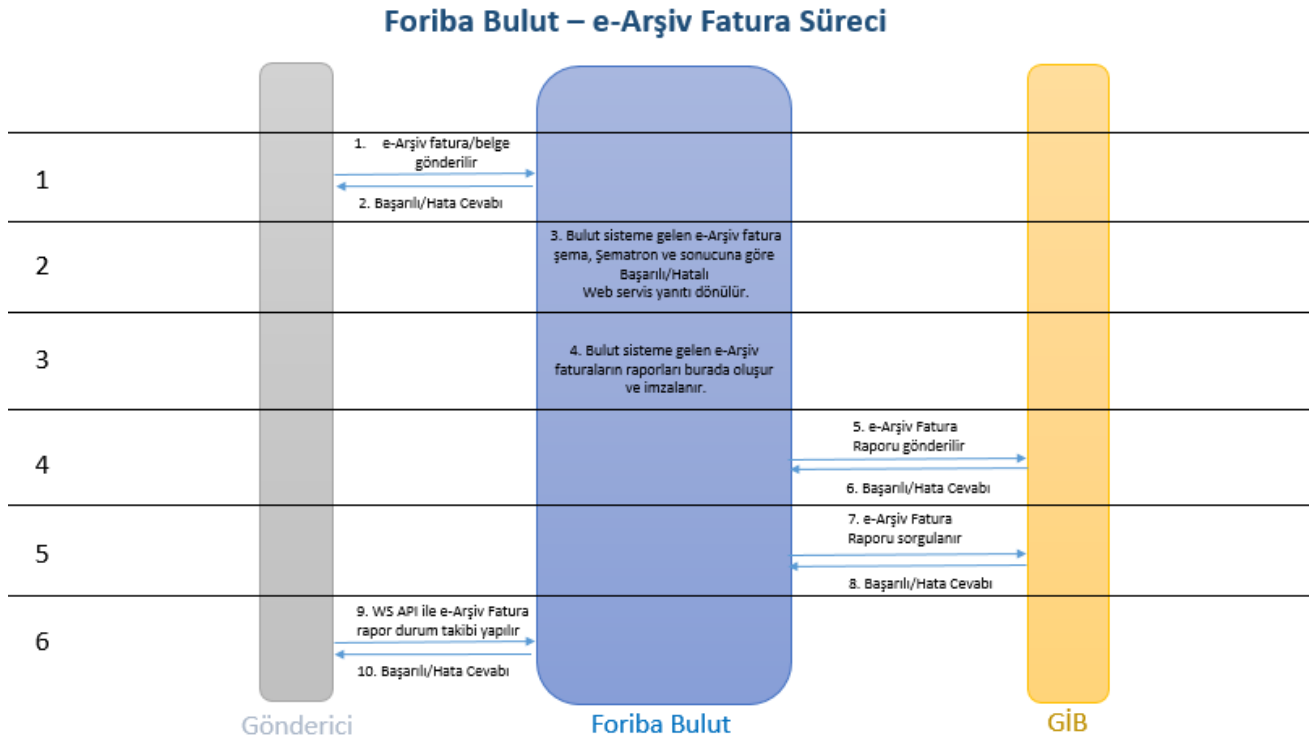 Foriba Bulut – e-Arşiv Fatura Süreci
1
1. e-Arşiv fatura/belge
gönderilir
2. Başarılı/Hata Cevabı
2
3. Bulut sisteme gelen e-Arşiv fatura
şema, Şematron ve sonucuna göre
Başarılı/Hatalı
Web servis yanıtı dönülür.
3
4. Bulut sisteme gelen e-Arşiv
faturaların raporları burada oluşur
ve imzalanır.
4
5. e-Arşiv Fatura
Raporu gönderilir
6. Başarılı/Hata Cevabı
5
7. e-Arşiv Fatura
Raporu sorgulanır
8. Başarılı/Hata Cevabı
6
9. WS API ile e-Arşiv Fatura
rapor durum takibi yapılır
10. Başarılı/Hata Cevabı
Gönderici
Foriba Bulut
GİB